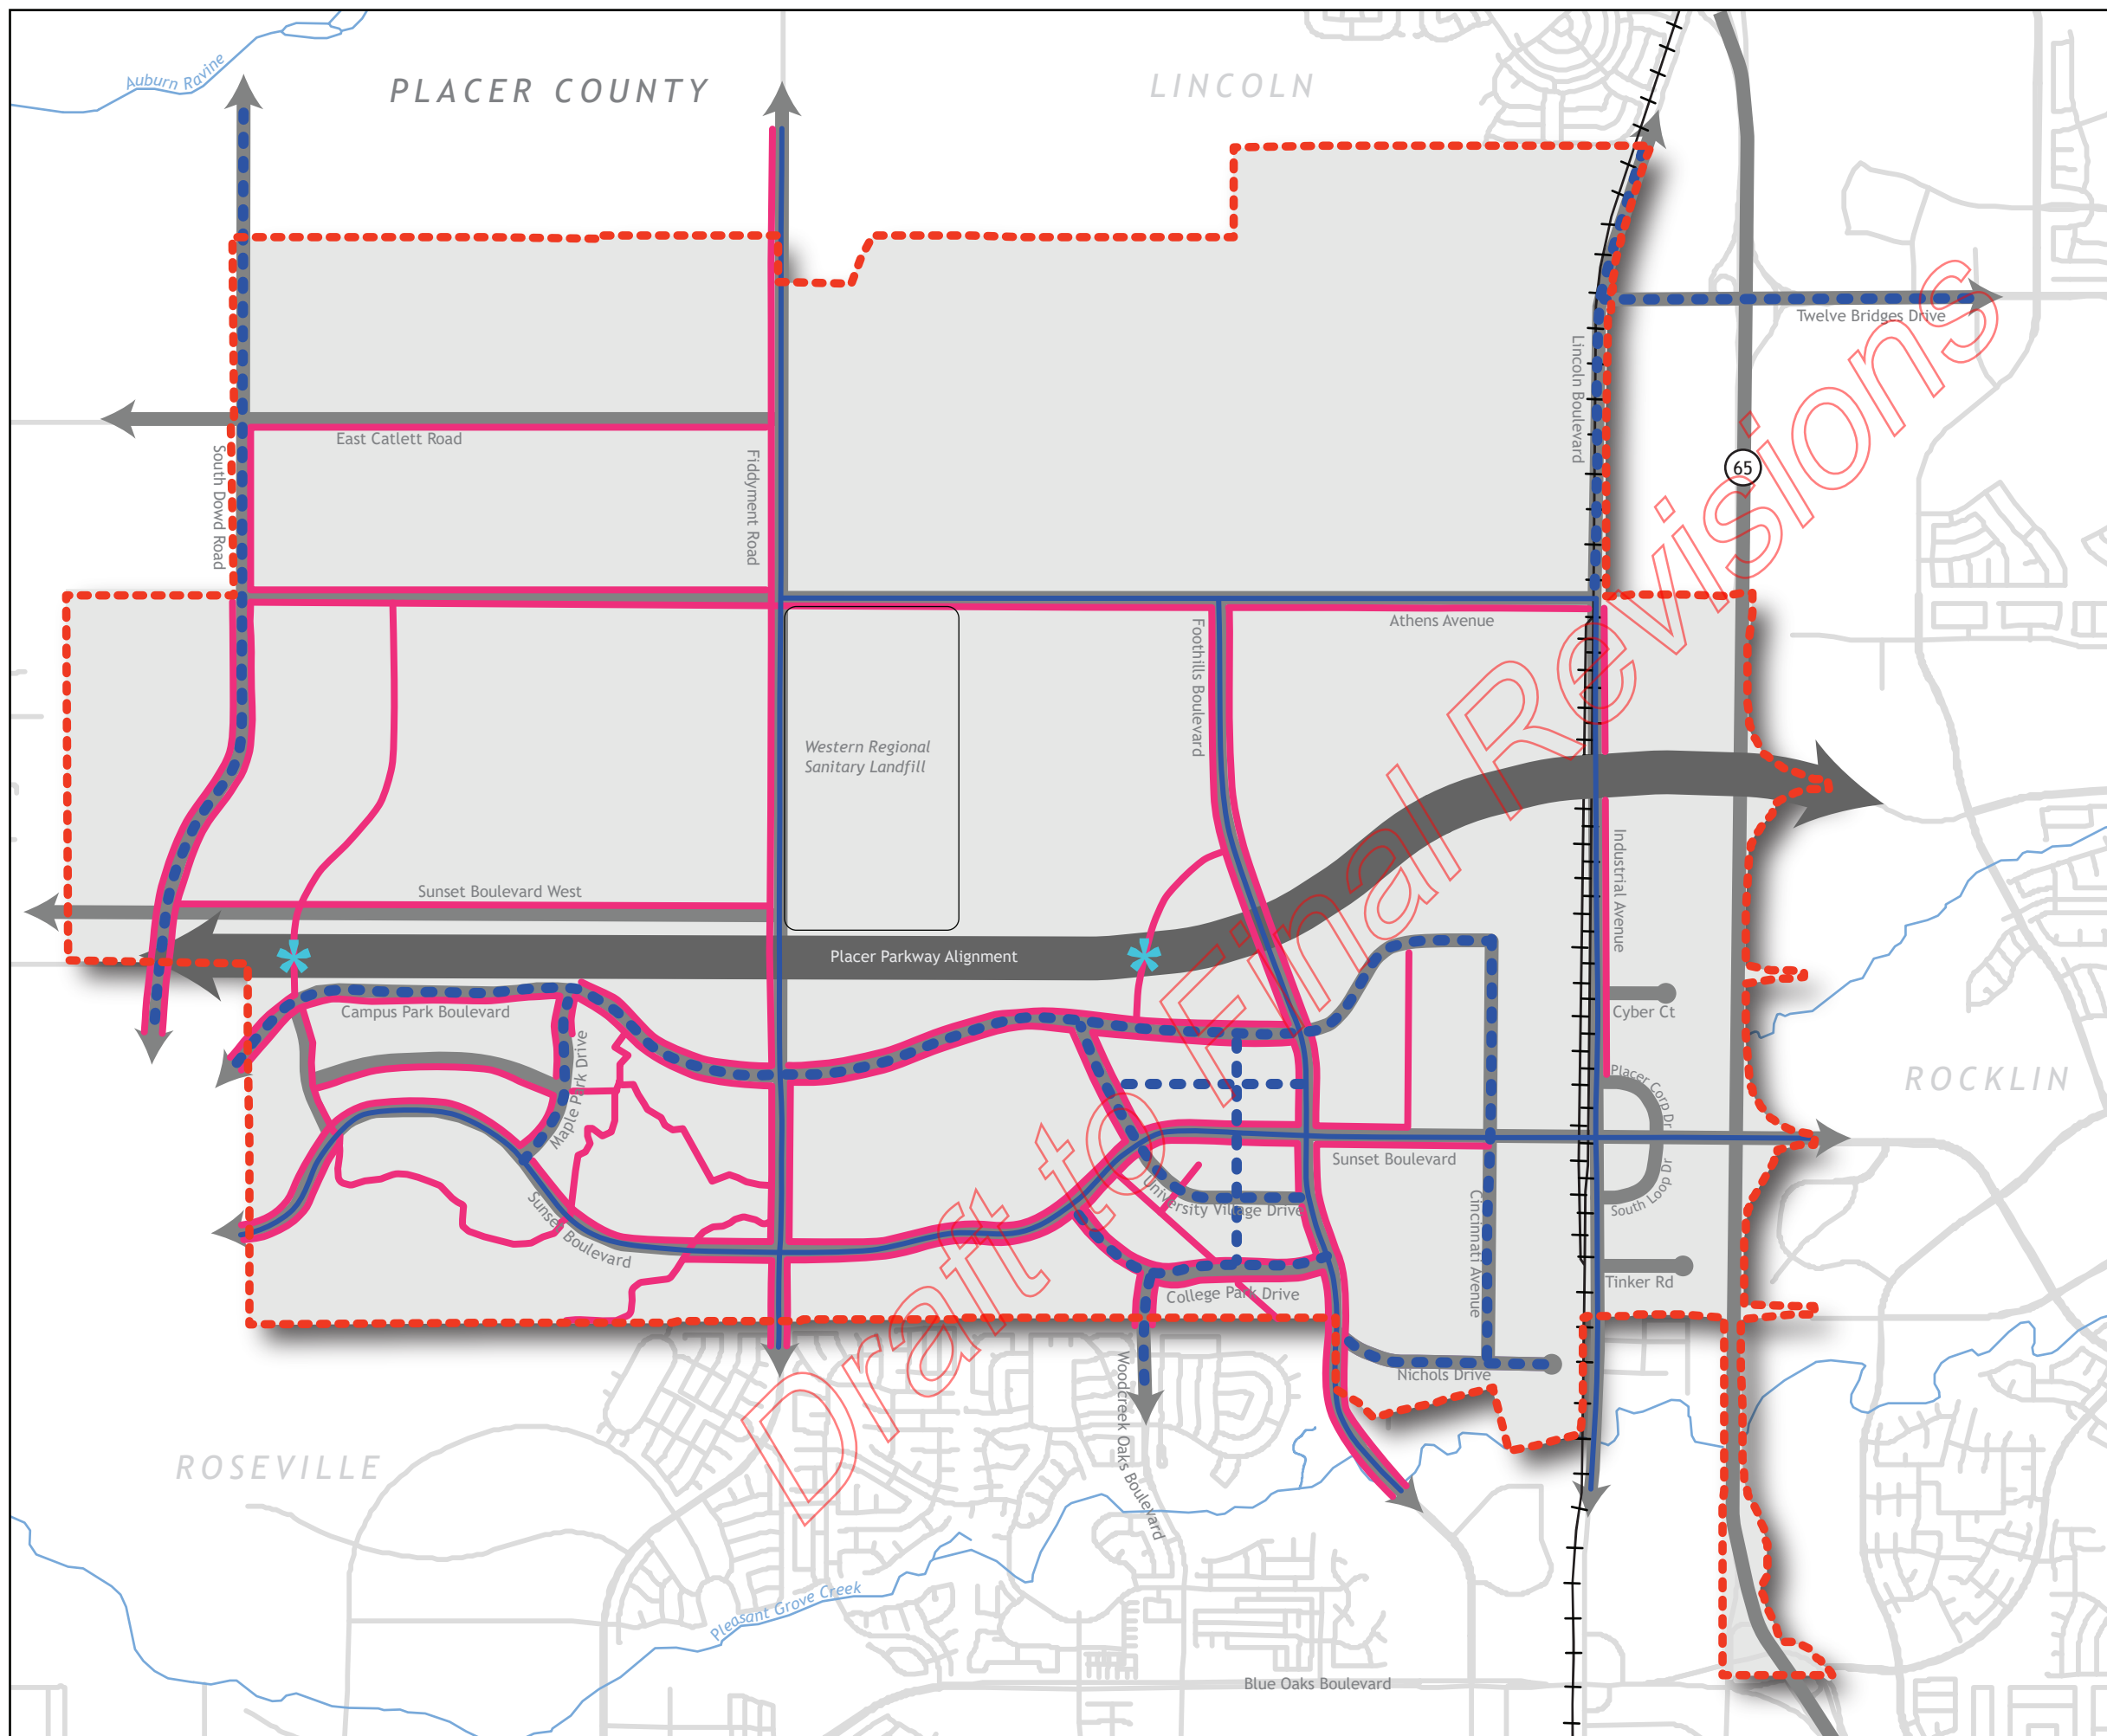 Auburn Ravine
PLACER COUNTY
LINCOLN
Twelve Bridges Drive
Lincoln Boulevard
65
East Catlett Road
South Dowd Road
Fiddyment Road
Athens Avenue
Foothills Boulevard
Western Regional
Sanitary Landfill
Industrial Avenue
Sunset Boulevard West
Placer Parkway Alignment
Cyber Ct
Campus Park Boulevard
Maple Park Drive
Placer Corp Dr
ROCKLIN
Sunset Boulevard
South Loop Dr
University Village Drive
Cincinnati Avenue
Sunset Boulevard
Tinker Rd
College Park Drive
Nichols Drive
Woodcreek Oaks Boulevard
ROSEVILLE
Pleasant Grove Creek
Blue Oaks Boulevard
Draft to Final Revisions